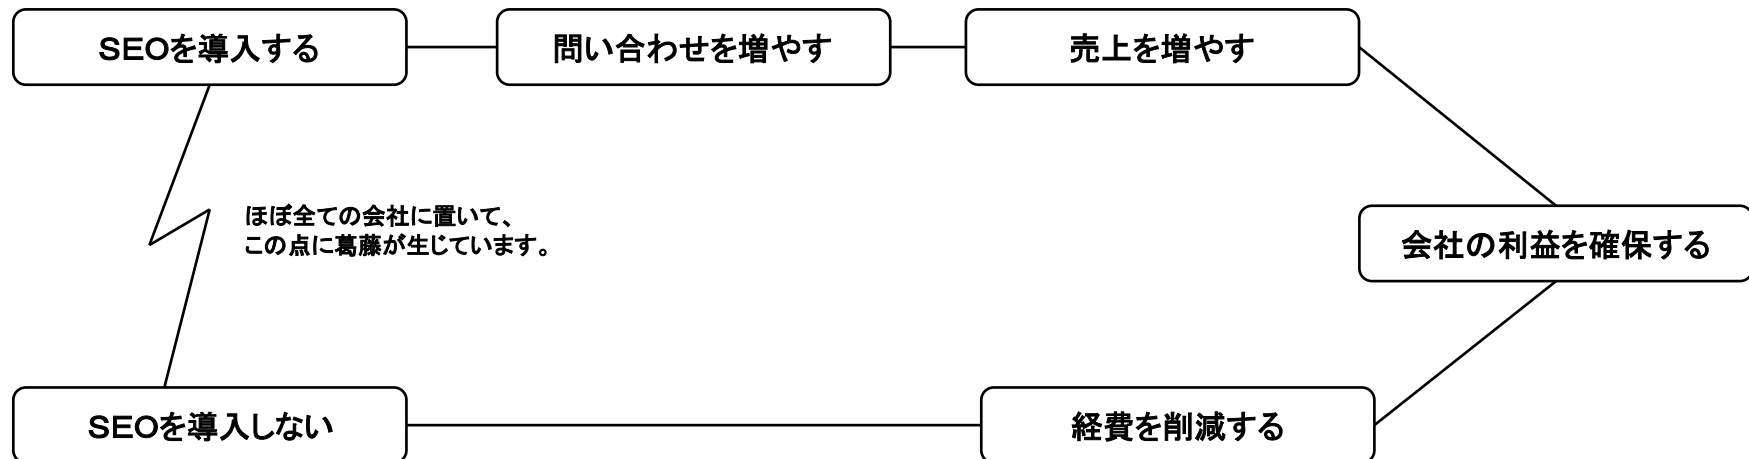 SEOを導入する
問い合わせを増やす
売上を増やす
ほぼ全ての会社に置いて、
この点に葛藤が生じています。
会社の利益を確保する
SEOを導入しない
経費を削減する